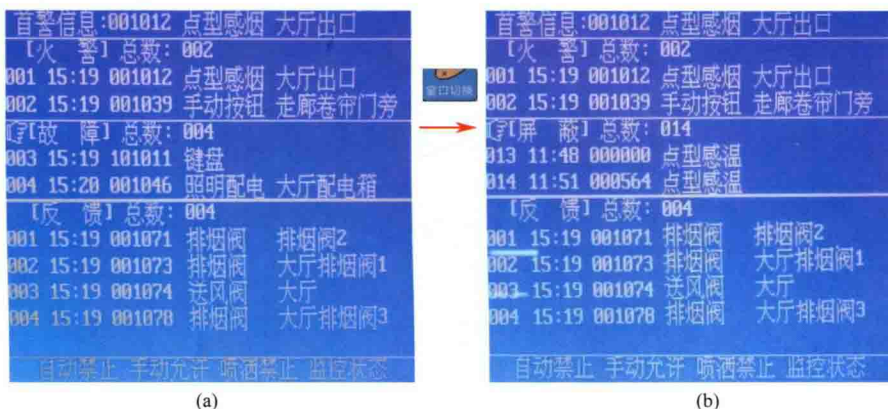 首警信息:001012 点型感烟 大厅出口
[火 警] 总数: 002
001 15:19 001012 点型感烟 大厅出口
002 15:19 001039 手动按钮 走廊卷帘门旁
[故 障] 总数: 004
003 15:19 101011 键盘
004 15:20 001046 照明配电 大厅配电箱
[反 馈] 总数: 004
001 15:19 001071 排烟阀 排烟阀2
002 15:19 001073 排烟阀 大厅排烟阀1
003 15:19 001074 送风阀 大厅
004 15:19 001078 排烟阀 大厅排烟阀3
自动禁止 手动允许 喷洒禁止 监控状态
(a)
窗口切换
首警信息:001012 点型感烟 大厅出口
[火 警] 总数: 002
001 15:19 001012 点型感烟 大厅出口
002 15:19 001039 手动按钮 走廊卷帘门旁
[屏 蔽] 总数: 014
013 11:48 000000 点型感温
014 11:51 000564 点型感温
[反 馈] 总数: 004
001 15:19 001071 排烟阀 排烟阀2
002 15:19 001073 排烟阀 大厅排烟阀1
003 15:19 001074 送风阀 大厅
004 15:19 001078 排烟阀 大厅排烟阀3
自动禁止 手动允许 喷洒禁止 监控状态
(b)